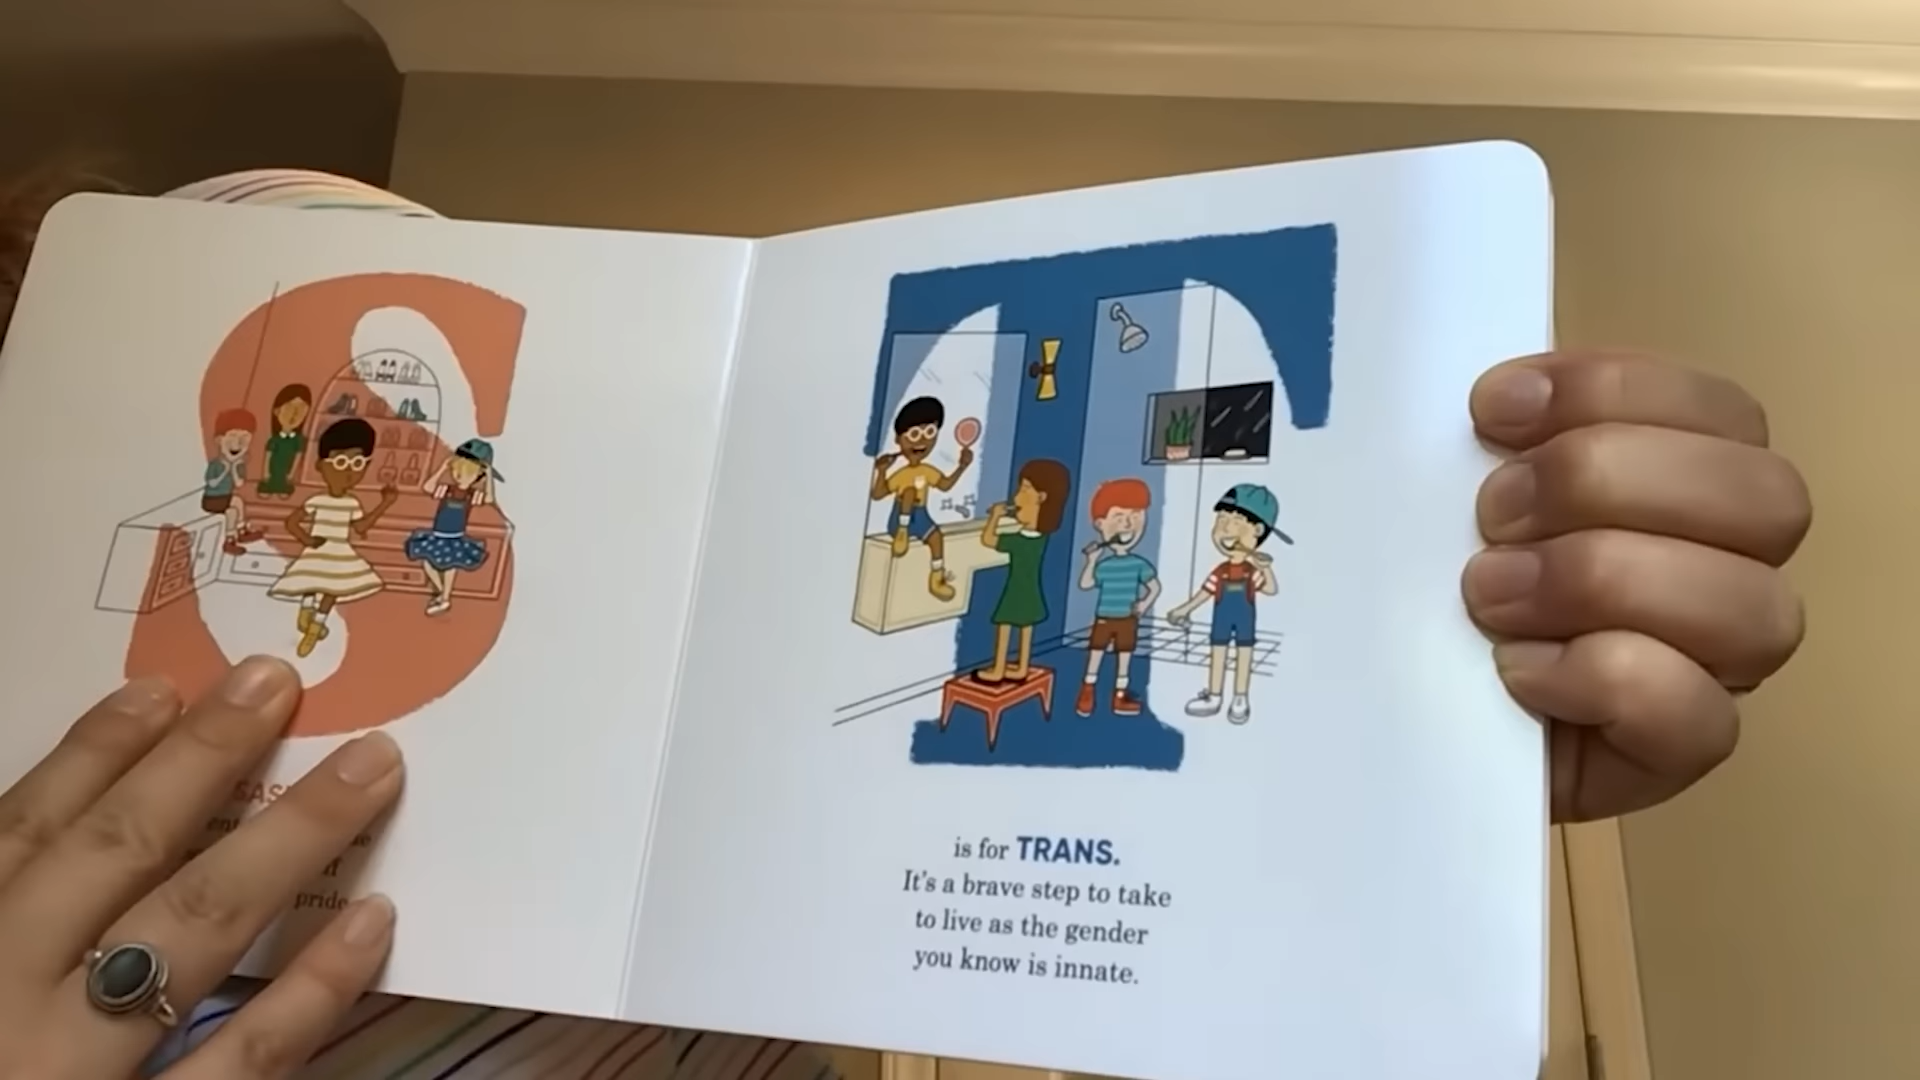 pride
is for TRANS.
It's a brave step to take
to live as the gender
you know is innate.